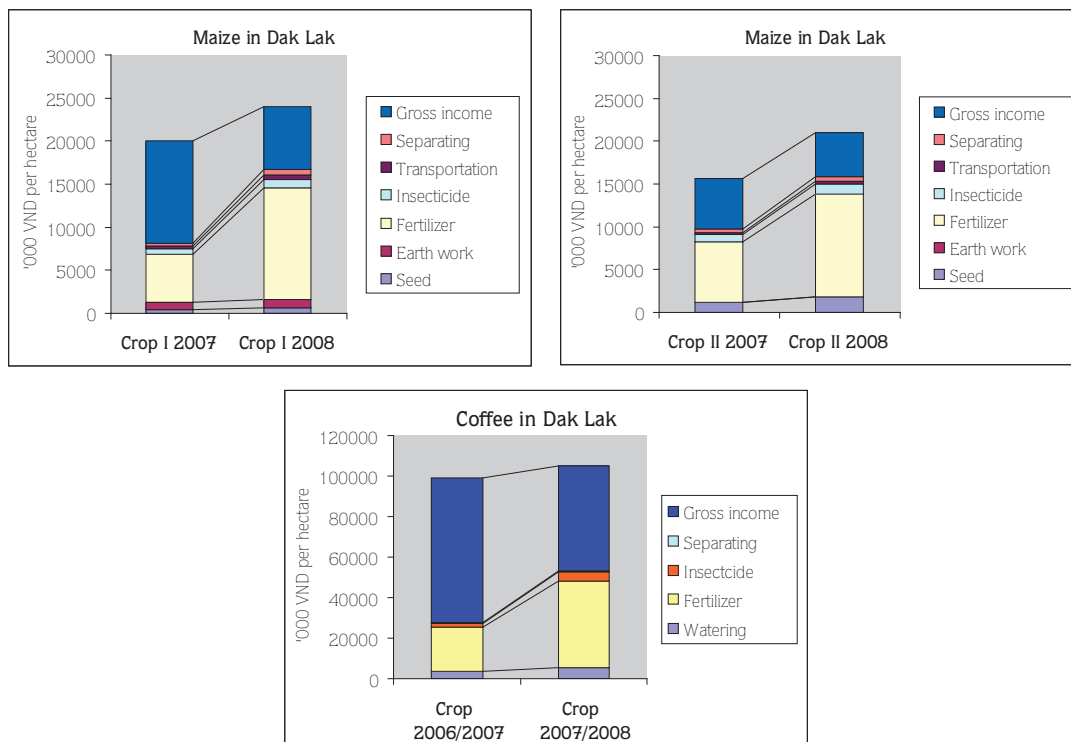 Maize in Dak Lak
'000 VND per hectare
30000
25000
20000
15000
10000
5000
0
Crop I 2007 Crop I 2008
Gross income
Separating
Transportation
Insecticide
Fertilizer
Earth work
Seed
Maize in Dak Lak
'000 VND per hectare
30000
25000
20000
15000
10000
5000
0
Crop II 2007 Crop II 2008
Gross income
Separating
Transportation
Insecticide
Fertilizer
Earth work
Seed
Coffee in Dak Lak
'000 VND per hectare
120000
100000
80000
60000
40000
20000
0
Crop Crop
2006/2007 2007/2008
Gross income
Separating
Insectcide
Fertilizer
Watering